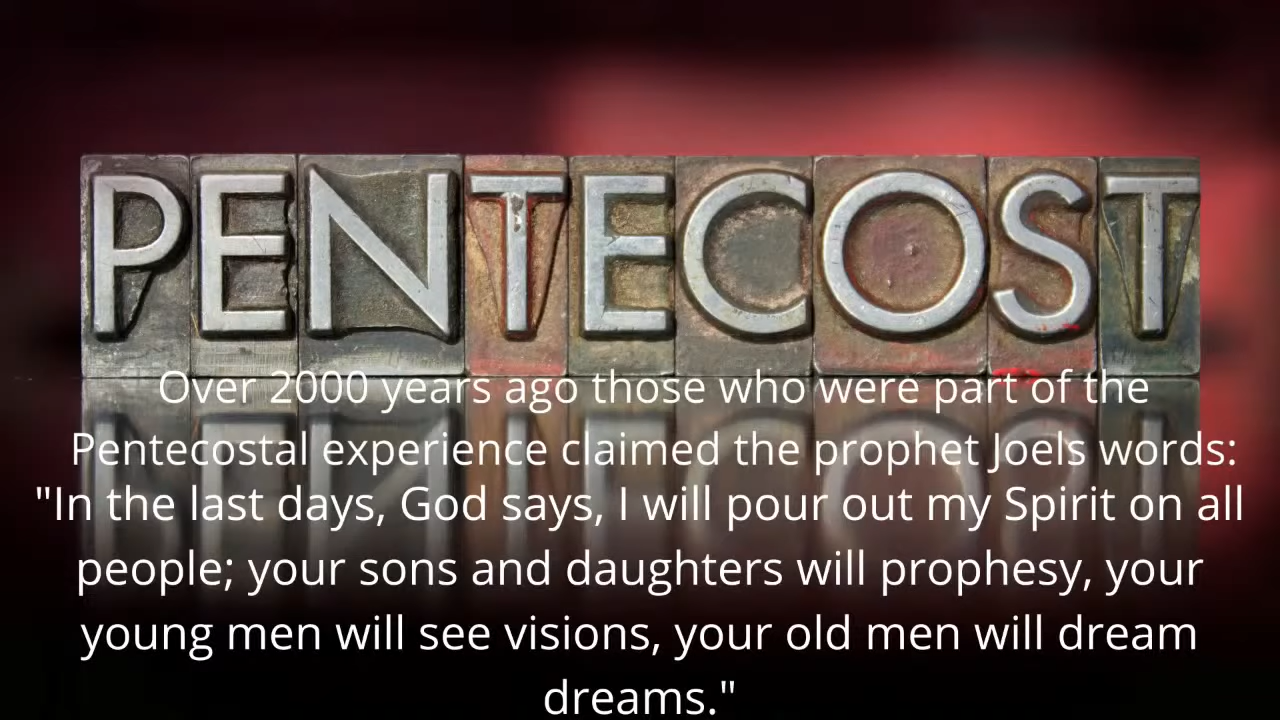 PENTECOST
Over 2000 years ago those who were part of the
Pentecostal experience claimed the prophet Joels words:
"In the last days, God says, I will pour out my Spirit on all
people; your sons and daughters will prophesy, your
young men will see visions, your old men will dream
dreams."